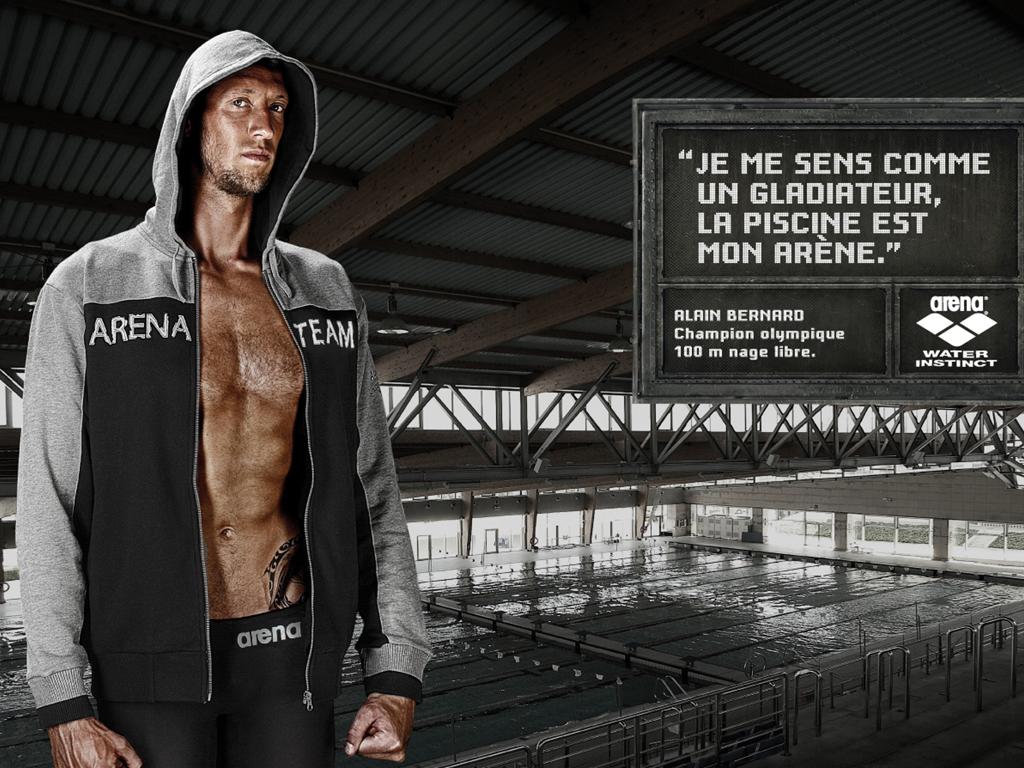 ARENA TEAM
arena
“JE ME SENS COMME
UN GLADIATEUR,
LA PISCINE EST
MON ARÈNE.”
ALAIN BERNARD
Champion olympique
100 m nage libre.
arena®
WATER
INSTINCT